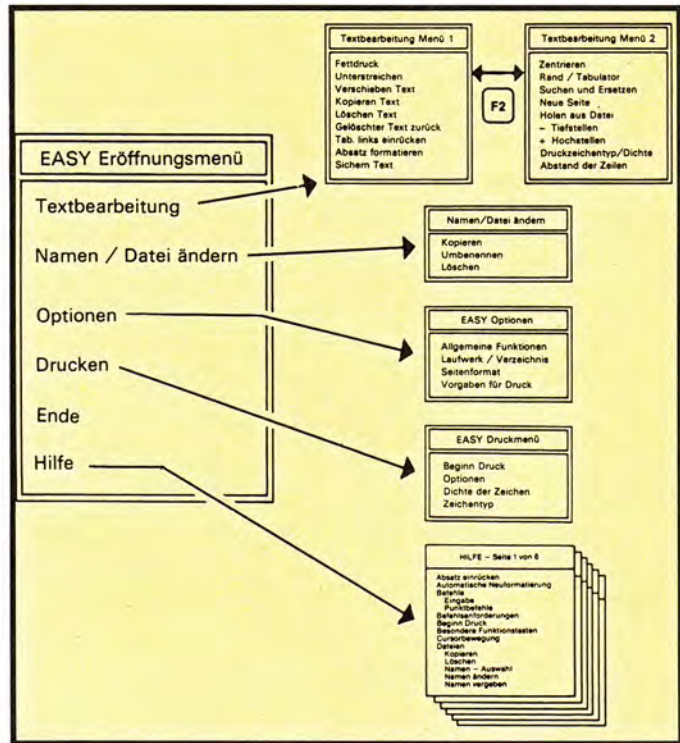 Textbearbeitung Menü 1
Fettdruck
Unterstreichen
Verschieben Text
Kopieren Text
Löschen Text
Gelöschter Text zurück
Tab. links einrücken
Absatz formatieren
Sichern Text
F2
Textbearbeitung Menü 2
Zentrieren
Rand / Tabulator
Suchen und Ersetzen
Neue Seite
Holen aus Datei
– Tiefstellen
+ Hochstellen
Druckzeichentyp/Dichte
Abstand der Zeilen
EASY Eröffnungsmenü
Textbearbeitung
Namen / Datei ändern
Optionen
Drucken
Ende
Hilfe
Namen/Datei ändern
Kopieren
Umbenennen
Löschen
EASY Optionen
Allgemeine Funktionen
Laufwerk / Verzeichnis
Seitenformat
Vorgaben für Druck
EASY Druckmenü
Beginn Druck
Optionen
Dichte der Zeichen
Zeichentyp
HILFE – Seite 1 von 6
Absatz einrücken
Automatische Neuformatierung
Befehle
Eingabe
Punktbefehle
Befehlsanforderungen
Beginn Druck
Besondere Funktionstasten
Cursorbewegung
Dateien
Kopieren
Löschen
Namen – Auswahl
Namen ändern
Namen vergeben